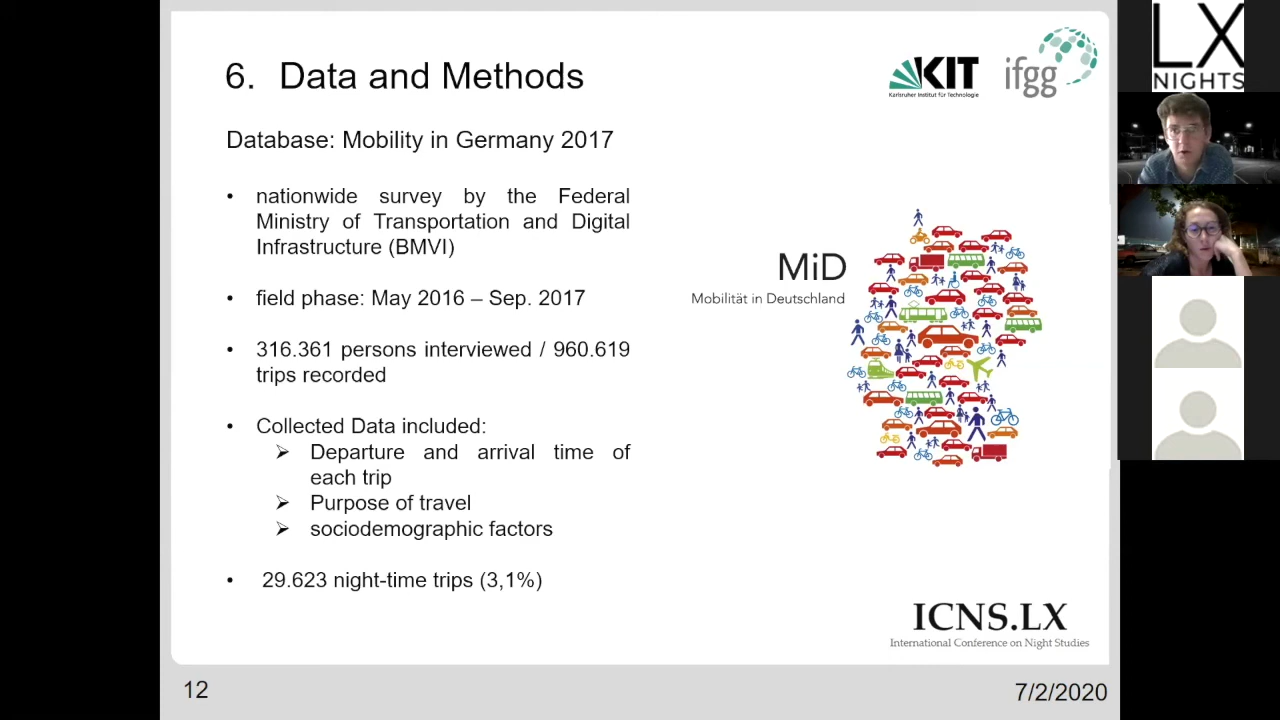 6. Data and Methods
KIT
Karlsruher Institut für Technologie
ifgg
LX
NIGHTS
Database: Mobility in Germany 2017
• nationwide survey by the Federal
Ministry of Transportation and Digital
Infrastructure (BMVI)
• field phase: May 2016 – Sep. 2017
• 316.361 persons interviewed / 960.619
trips recorded
• Collected Data included:
➢ Departure and arrival time of
each trip
➢ Purpose of travel
➢ sociodemographic factors
• 29.623 night-time trips (3,1%)
MiD
Mobilität in Deutschland
ICNS.LX
International Conference on Night Studies
12
7/2/2020